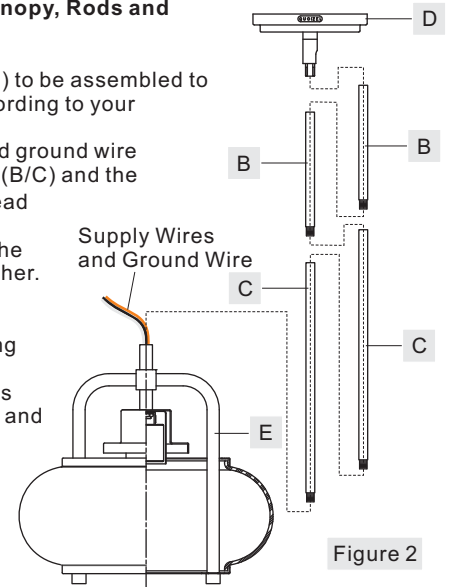 nopy, Rods and
) to be assembled to
ording to your
d ground wire
(B/C) and the
ead
he
her.
ng
s
and
Supply Wires
and Ground Wire
D
B
B
C
C
E
Figure 2